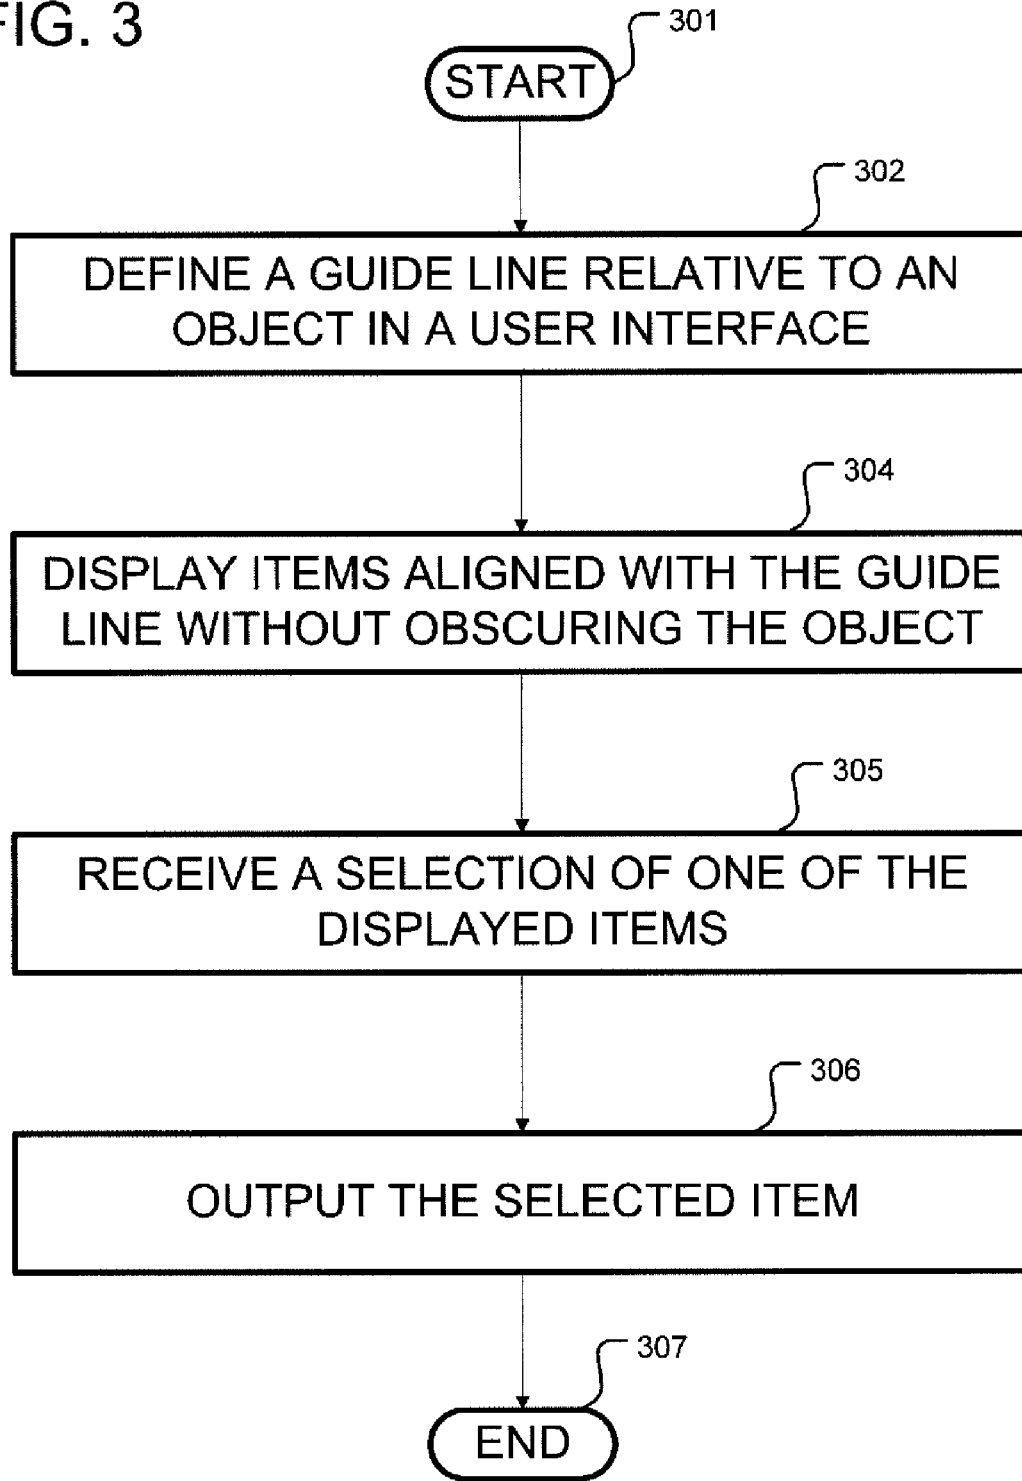 FIG. 3
301
START
302
DEFINE A GUIDE LINE RELATIVE TO AN
OBJECT IN A USER INTERFACE
304
DISPLAY ITEMS ALIGNED WITH THE GUIDE
LINE WITHOUT OBSCURING THE OBJECT
305
RECEIVE A SELECTION OF ONE OF THE
DISPLAYED ITEMS
306
OUTPUT THE SELECTED ITEM
307
END